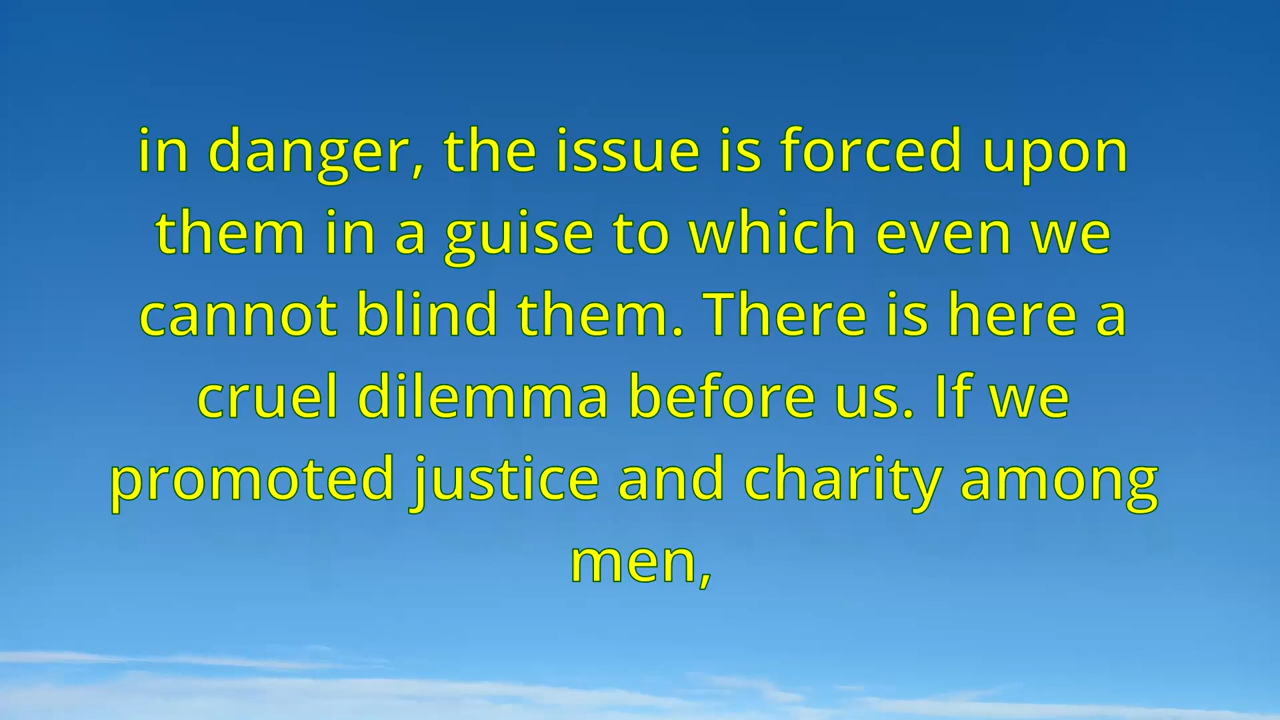 in danger, the issue is forced upon
them in a guise to which even we
cannot blind them. There is here a
cruel dilemma before us. If we
promoted justice and charity among
men,